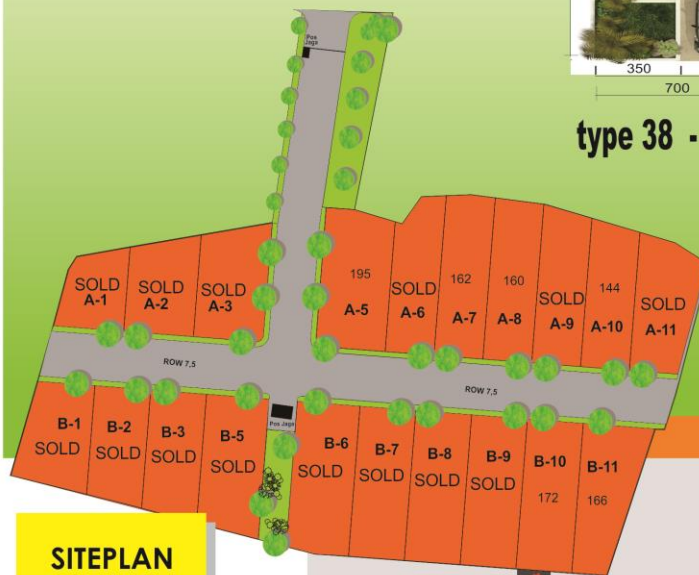 Pos
Jaga
350
700
type 38 -
SOLD
A-1
SOLD
A-2
SOLD
A-3
195
A-5
SOLD
A-6
162
A-7
160
A-8
SOLD
A-9
144
A-10
SOLD
A-11
ROW 7,5
ROW 7,5
Pos Jaga
B-1
SOLD
B-2
SOLD
B-3
SOLD
B-5
SOLD
B-6
SOLD
B-7
SOLD
B-8
SOLD
B-9
SOLD
B-10
172
B-11
166
SITEPLAN